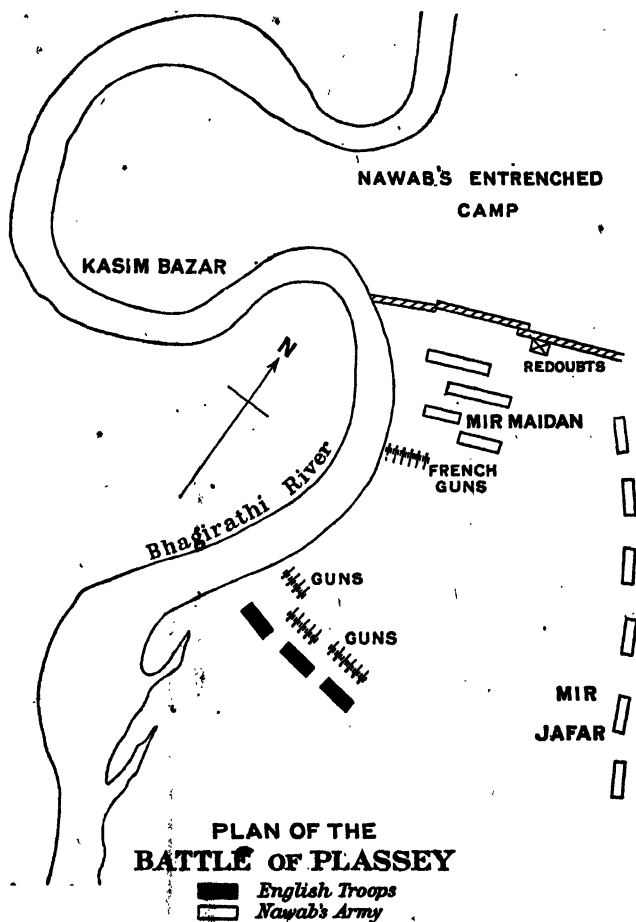 NAWAB'S ENTRENCHED
CAMP
KASIM BAZAR
N
REDOUBTS
MIR MAIDAN
FRENCH
GUNS
Bhagirathi River
GUNS
GUNS
MIR
JAFAR
PLAN OF THE
BATTLE OF PLASSEY
English Troops
Nawab's Army